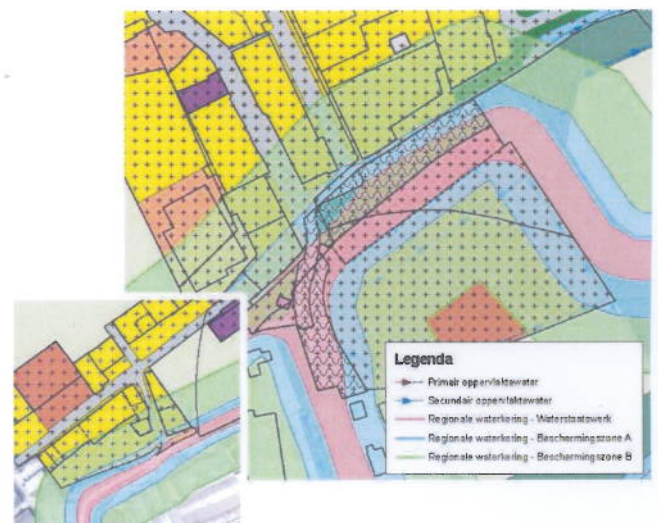 Legenda
Primair oppervlaktewater
Secundair oppervlaktewater
Regionale waterkering - Waterstaatswerk
Regionale waterkering - Beschermingszone A
Regionale waterkering - Beschermingszone B